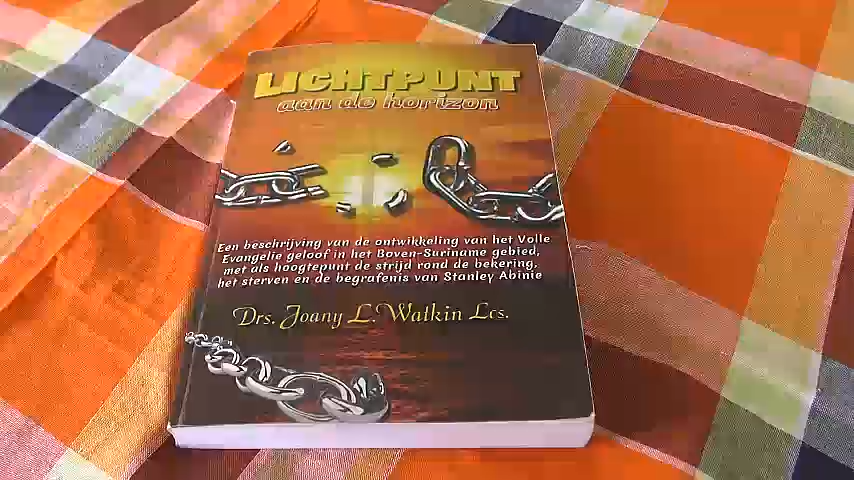 LICHTPUNT
aan de horizon
Een beschrijving van de ontwikkeling van het Volle
Evangelie geloof in het Boven-Suriname gebied,
met als hoogtepunt de strijd rond de bekering,
het sterven en de begrafenis van Stanley Abinie
Drs. Joany L. Watkin Lcs.